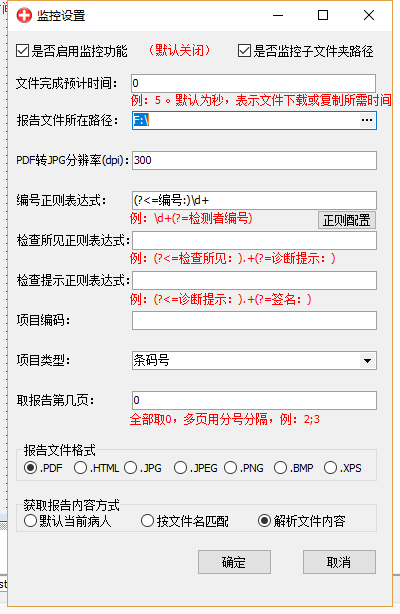 监控设置
是否启用监控功能 （默认关闭） 是否监控子文件夹路径
文件完成预计时间： 0
例：5 。默认为秒，表示文件下载或复制所需时间
报告文件所在路径： F:\ ...
PDF转JPG分辨率(dpi)： 300
编号正则表达式： (?<=编号:)\d+
例：\d+(?=检测者编号) 正则配置
检查所见正则表达式：
例：(?<=检查所见：).+(?=诊断提示：)
检查提示正则表达式：
例：(?<=诊断提示：).+(?=签名：)
项目编码：
项目类型： 条码号
取报告第几页： 0
全部取0，多页用分号分隔，例：2;3
报告文件格式
.PDF .HTML .JPG .JPEG .PNG .BMP .XPS
获取报告内容方式
默认当前病人 按文件名匹配 解析文件内容
确定 取消
st